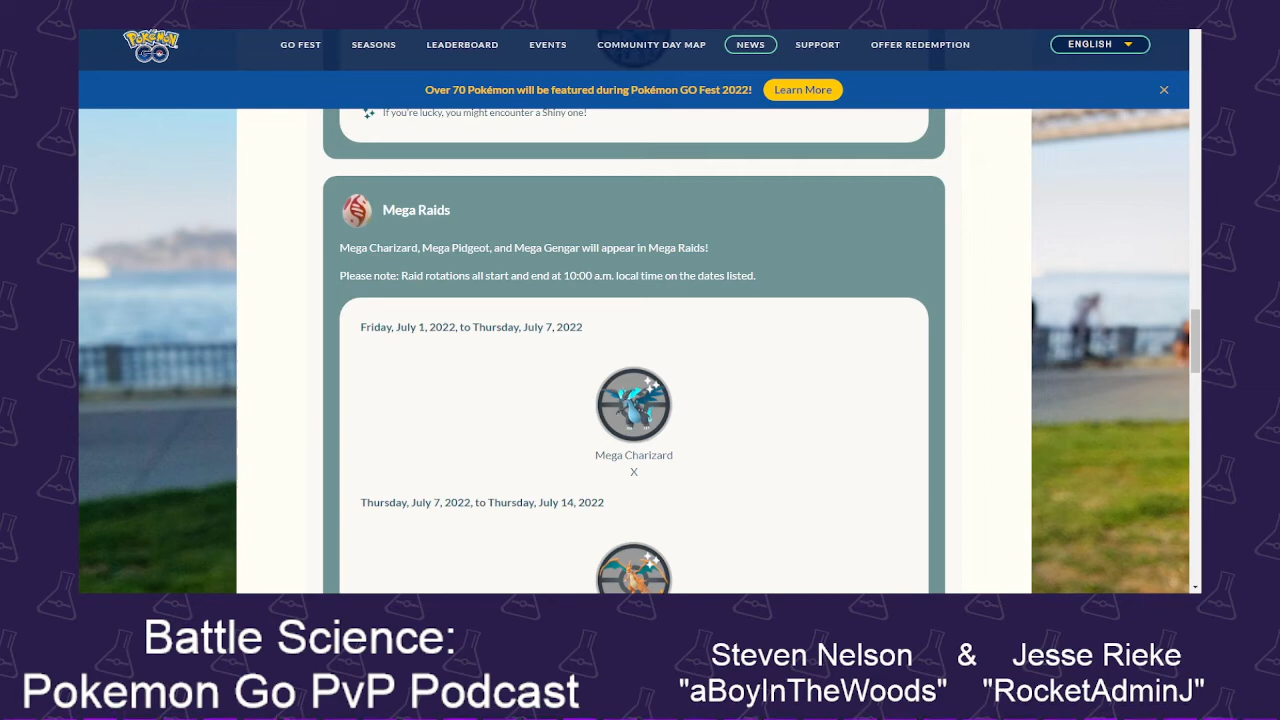 POKÉMON GO
GO FEST SEASONS LEADERBOARD EVENTS COMMUNITY DAY MAP NEWS SUPPORT OFFER REDEMPTION ENGLISH
Over 70 Pokémon will be featured during Pokémon GO Fest 2022! Learn More
If you're lucky, you might encounter a Shiny one!
Mega Raids
Mega Charizard, Mega Pidgeot, and Mega Gengar will appear in Mega Raids!
Please note: Raid rotations all start and end at 10:00 a.m. local time on the dates listed.
Friday, July 1, 2022, to Thursday, July 7, 2022
Mega Charizard
X
Thursday, July 7, 2022, to Thursday, July 14, 2022
Battle Science:
Pokemon Go PvP Podcast
Steven Nelson & Jesse Rieke
"aBoyInTheWoods" "RocketAdminJ"